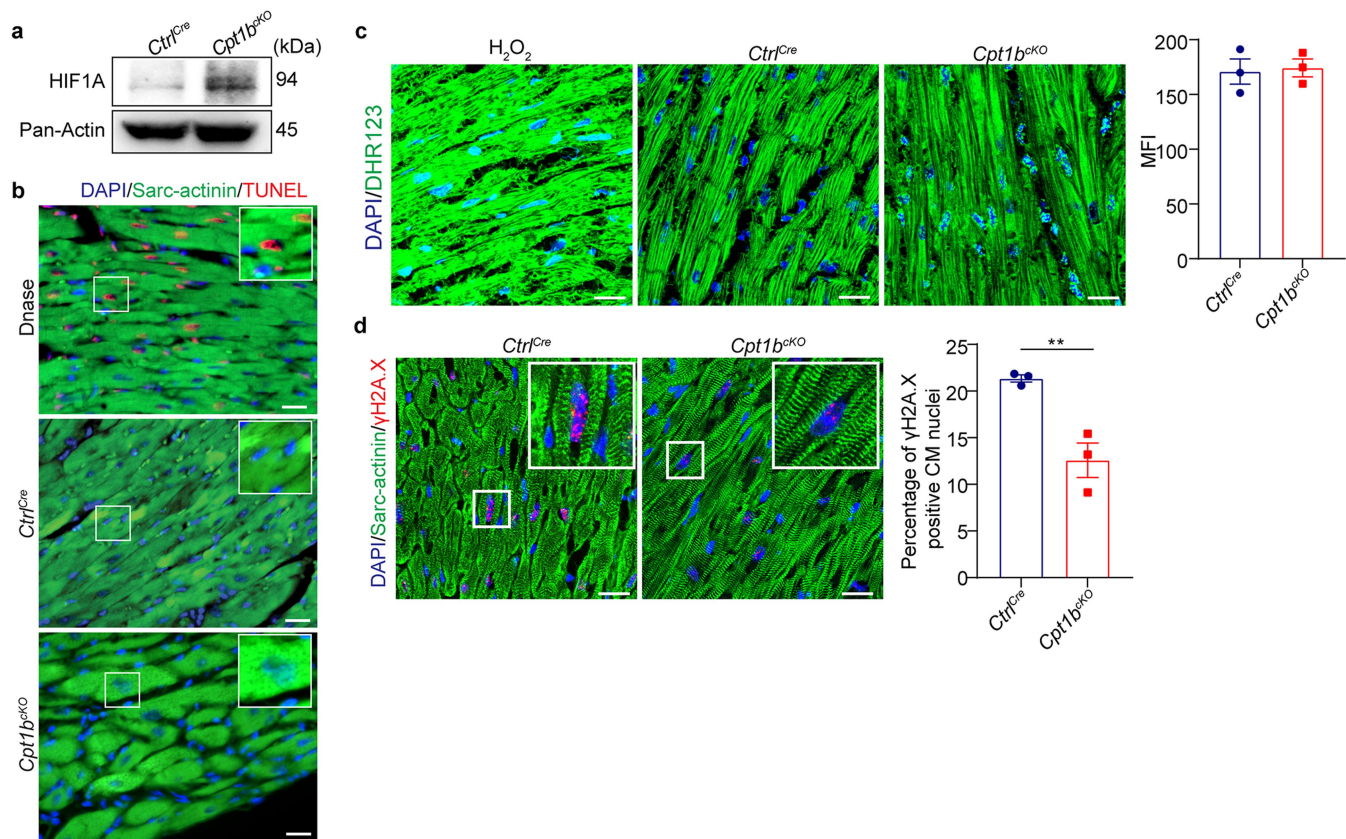 a
Ctrl^Cre Cpt1b^cKO (kDa)
HIF1A 94
Pan-Actin 45
b
DAPI/Sarc-actinin/TUNEL
Dnase
Ctrl^Cre
Cpt1b^cKO
c
H₂O₂ Ctrl^Cre Cpt1b^cKO
DAPI/DHR123
MFI
200
150
100
50
0
Ctrl^Cre Cpt1b^cKO
d
Ctrl^Cre Cpt1b^cKO
DAPI/Sarc-actinin/γH2A.X
Percentage of γH2A.X
positive CM nuclei
**
25
20
15
10
5
0
Ctrl^Cre Cpt1b^cKO